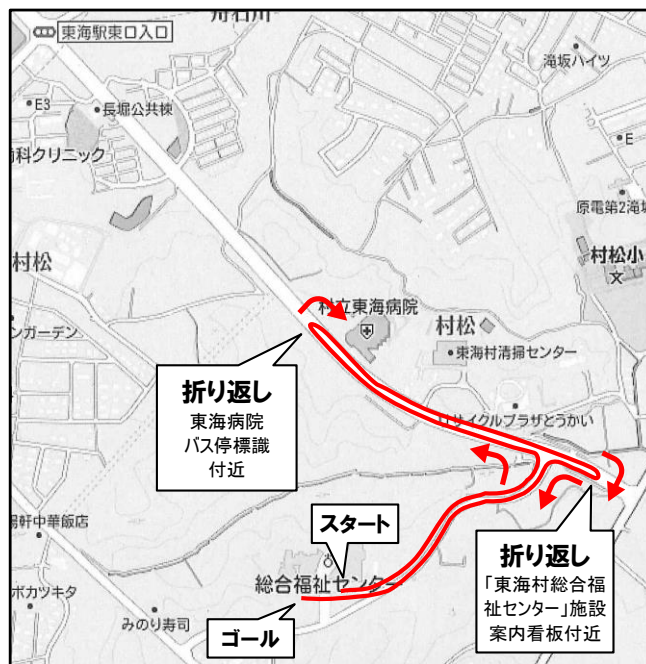 舟石川
東海駅東口入口
滝坂ハイツ
E3
長堀公共棟
科クリニック
E
原電第2滝坂
村松小
文
村松
ンガーデン
村立東海病院
村松
東海村清掃センター
折り返し
東海病院
バス停標識
付近
リサイクルプラザとうかい
スタート
総合福祉センター
折り返し
「東海村総合福
祉センター」施設
案内看板付近
軒中華飯店
ボカツキタ
みのり寿司
ゴール